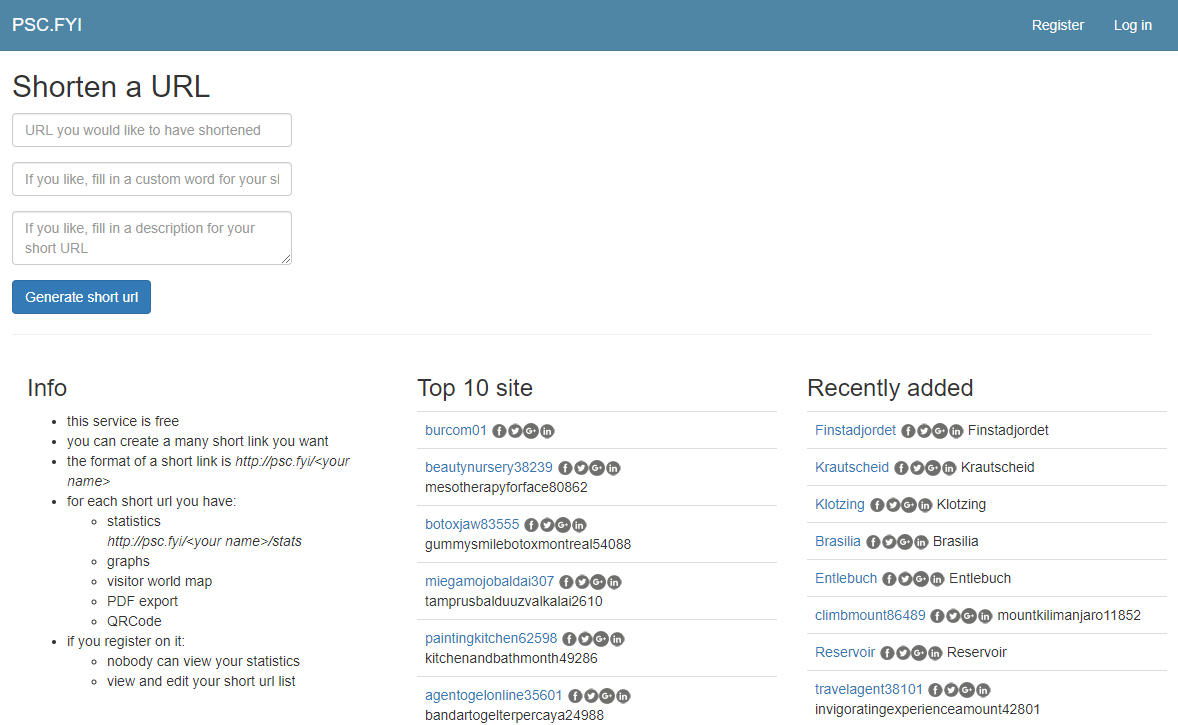 PSC.FYI
Register
Log in
Shorten a URL
URL you would like to have shortened
If you like, fill in a custom word for your sl
If you like, fill in a description for your
short URL
Generate short url
Info
this service is free
you can create a many short link you want
the format of a short link is http://psc.fyi/<your
name>
for each short url you have:
statistics
http://psc.fyi/<your name>/stats
graphs
visitor world map
PDF export
QRCode
if you register on it:
nobody can view your statistics
view and edit your short url list
Top 10 site
burcom01
beautynursery38239
mesotherapyforface80862
botoxjaw83555
gummysmilebotoxmontreal54088
miegamojobaldai307
tamprusbalduuzvalkalai2610
paintingkitchen62598
kitchenandbathmonth49286
agentogelonline35601
bandartogelterpercaya24988
Recently added
Finstadjordet Finstadjordet
Krautscheid Krautscheid
Klotzing Klotzing
Brasilia Brasilia
Entlebuch Entlebuch
climbmount86489 mountkilimanjaro11852
Reservoir Reservoir
travelagent38101
invigoratingexperienceamount42801